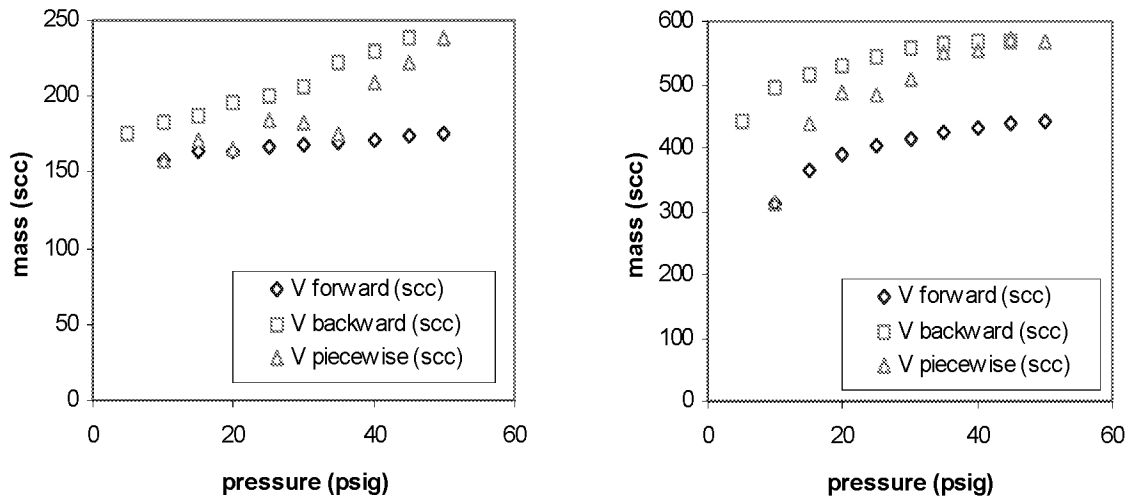 250
200
150
100
50
0
mass (scc)
V forward (scc)
V backward (scc)
V piecewise (scc)
0 20 40 60
pressure (psig)
600
500
400
300
200
100
0
mass (scc)
V forward (scc)
V backward (scc)
V piecewise (scc)
0 20 40 60
pressure (psig)